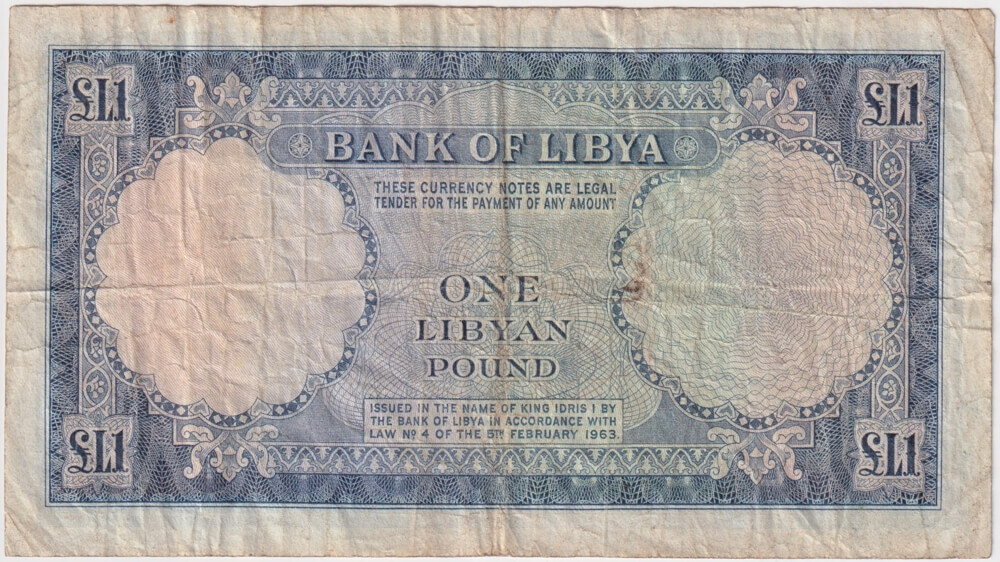 £L1 £L1
BANK OF LIBYA
THESE CURRENCY NOTES ARE LEGAL
TENDER FOR THE PAYMENT OF ANY AMOUNT
ONE
LIBYAN
POUND
ISSUED IN THE NAME OF KING IDRIS I BY
THE BANK OF LIBYA IN ACCORDANCE WITH
LAW Nº 4 OF THE 5TH FEBRUARY 1963.
£L1 £L1